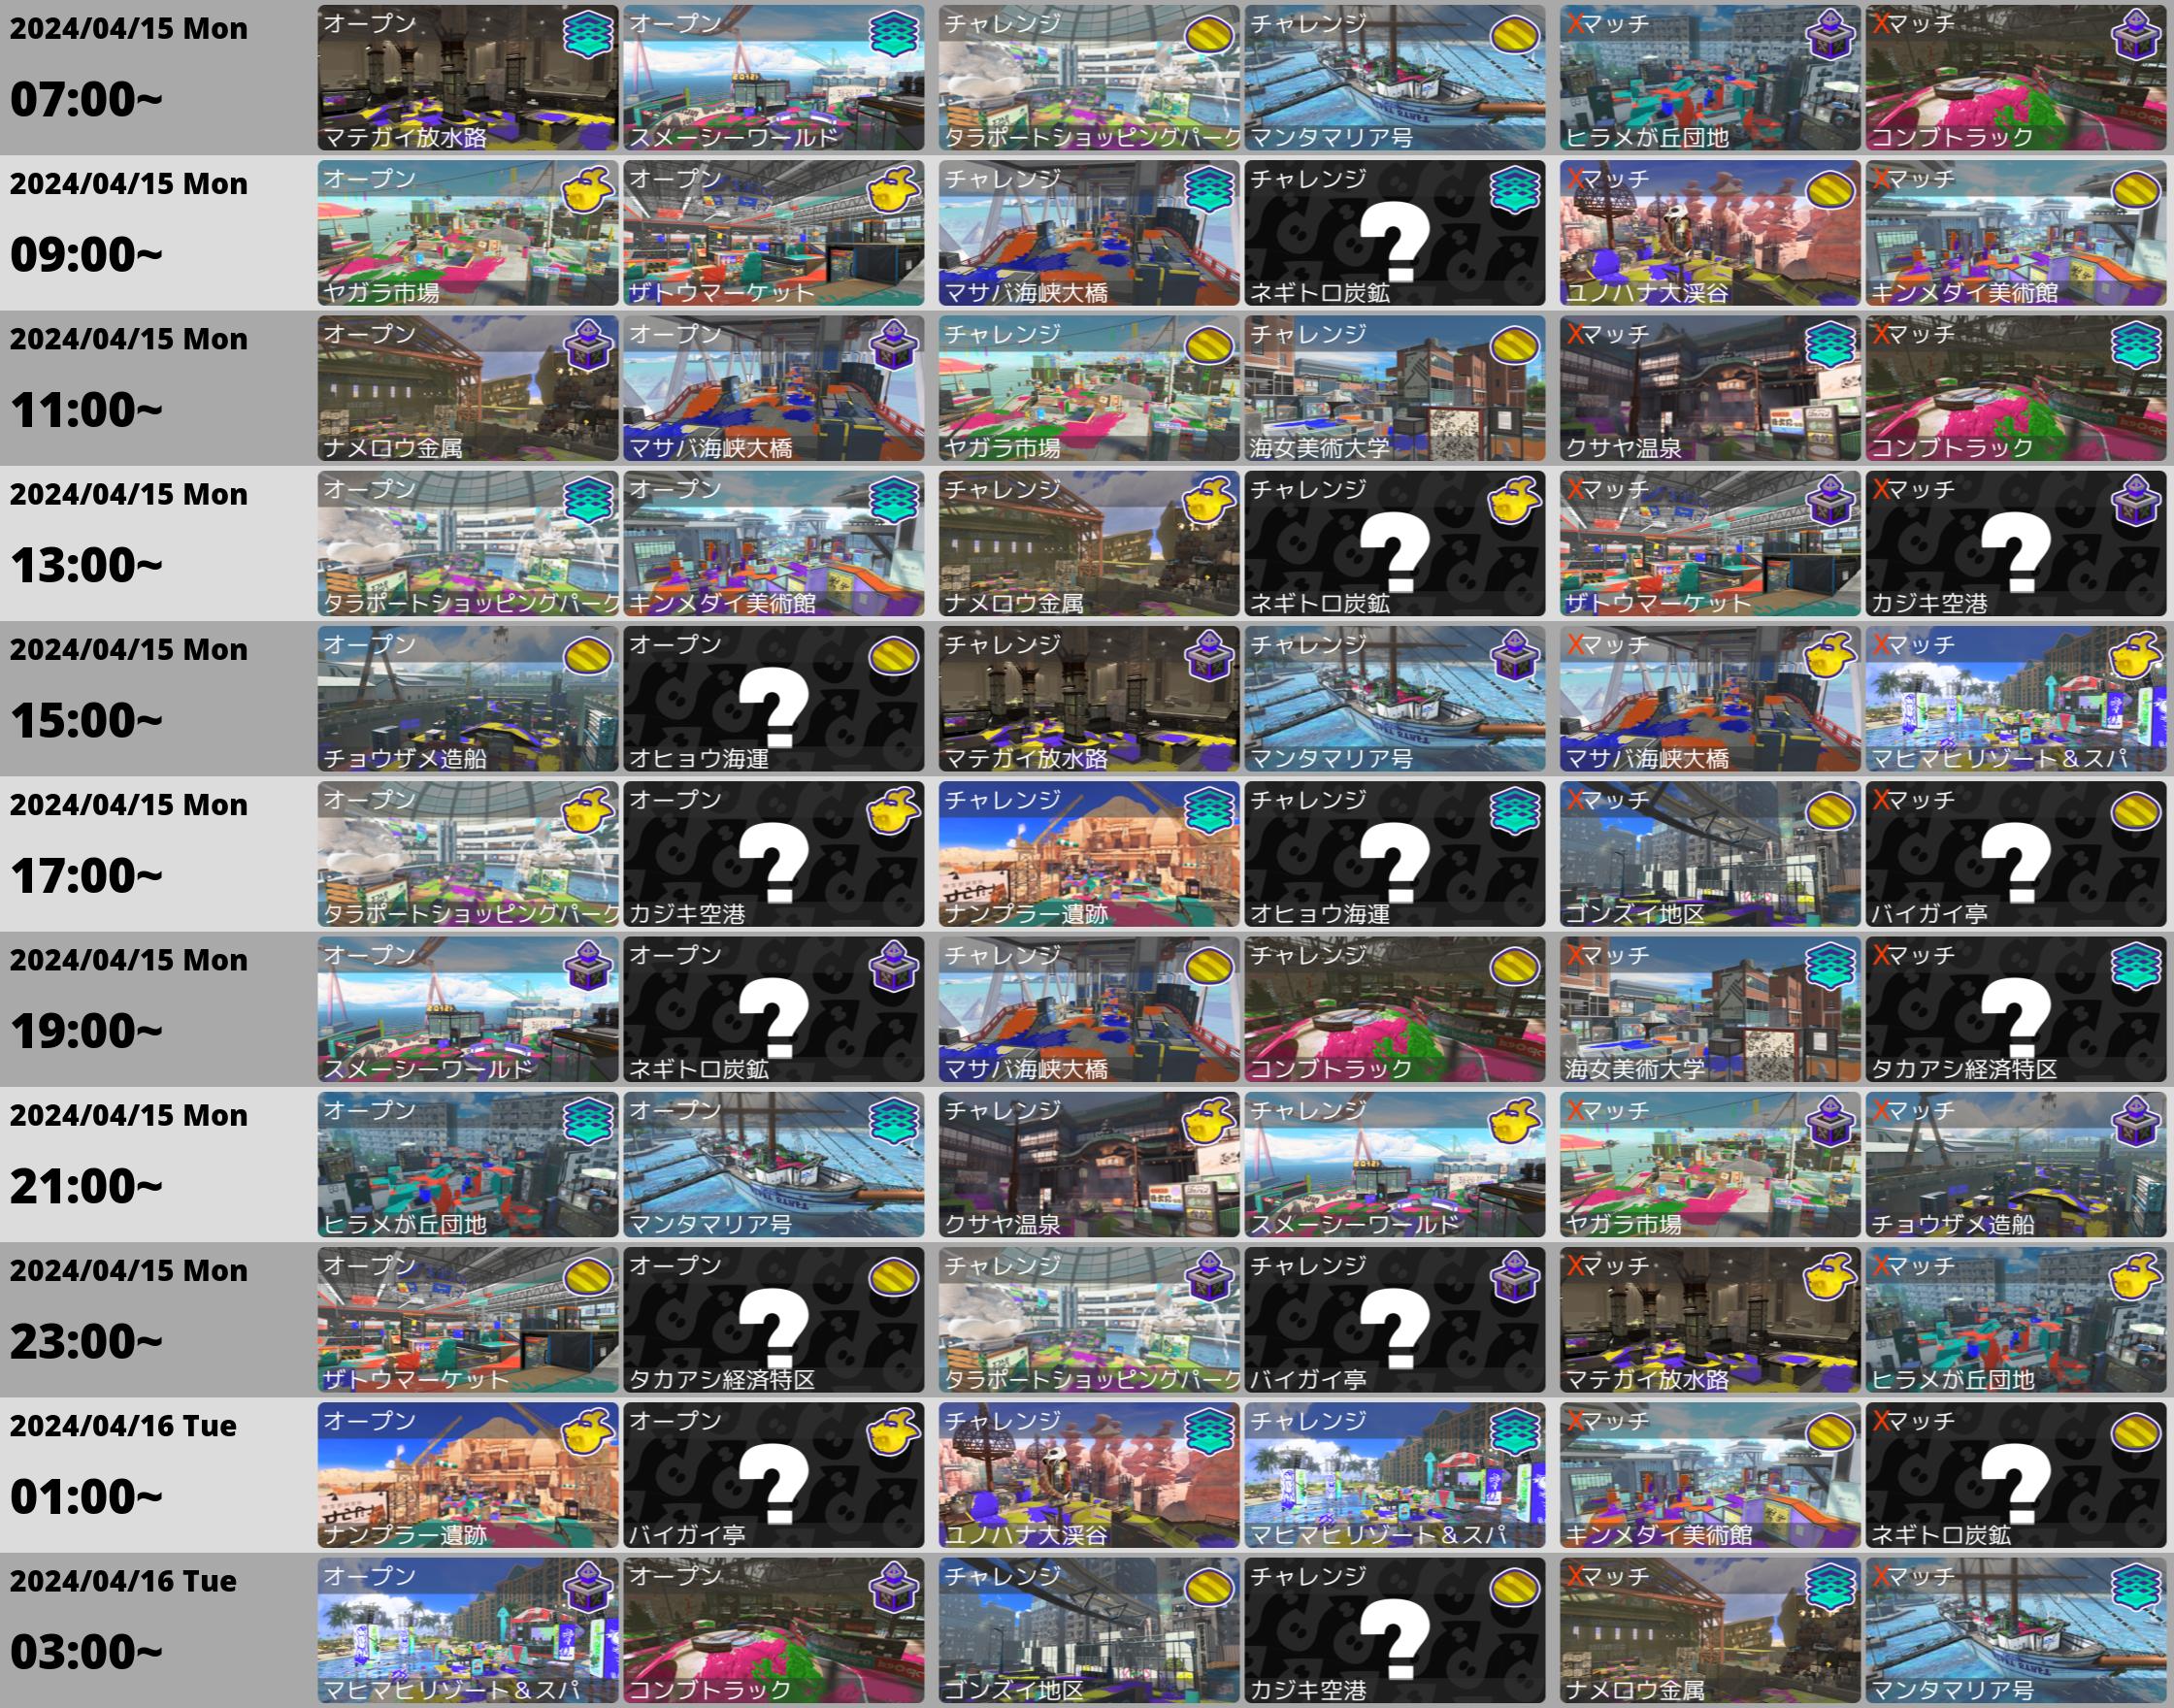 2024/04/15 Mon
07:00~
オープン オープン チャレンジ チャレンジ Xマッチ Xマッチ
マテガイ放水路 スメーシーワールド タラポートショッピングパーク マンタマリア号 ヒラメが丘団地 コンブトラック
2024/04/15 Mon
09:00~
オープン オープン チャレンジ チャレンジ Xマッチ Xマッチ
ヤガラ市場 ザトウマーケット マサバ海峡大橋 ネギトロ炭鉱 ユノハナ大渓谷 キンメダイ美術館
2024/04/15 Mon
11:00~
オープン オープン チャレンジ チャレンジ Xマッチ Xマッチ
ナメロウ金属 マサバ海峡大橋 ヤガラ市場 海女美術大学 クサヤ温泉 コンブトラック
2024/04/15 Mon
13:00~
オープン オープン チャレンジ チャレンジ Xマッチ Xマッチ
タラポートショッピングパーク キンメダイ美術館 ナメロウ金属 ネギトロ炭鉱 ザトウマーケット カジキ空港
2024/04/15 Mon
15:00~
オープン オープン チャレンジ チャレンジ Xマッチ Xマッチ
チョウザメ造船 オヒョウ海運 マテガイ放水路 マンタマリア号 マサバ海峡大橋 マヒマヒリゾート&スパ
2024/04/15 Mon
17:00~
オープン オープン チャレンジ チャレンジ Xマッチ Xマッチ
タラポートショッピングパーク カジキ空港 ナンプラー遺跡 オヒョウ海運 ゴンズイ地区 バイガイ亭
2024/04/15 Mon
19:00~
オープン オープン チャレンジ チャレンジ Xマッチ Xマッチ
スメーシーワールド ネギトロ炭鉱 マサバ海峡大橋 コンブトラック 海女美術大学 タカアシ経済特区
2024/04/15 Mon
21:00~
オープン オープン チャレンジ チャレンジ Xマッチ Xマッチ
ヒラメが丘団地 マンタマリア号 クサヤ温泉 スメーシーワールド ヤガラ市場 チョウザメ造船
2024/04/15 Mon
23:00~
オープン オープン チャレンジ チャレンジ Xマッチ Xマッチ
ザトウマーケット タカアシ経済特区 タラポートショッピングパーク バイガイ亭 マテガイ放水路 ヒラメが丘団地
2024/04/16 Tue
01:00~
オープン オープン チャレンジ チャレンジ Xマッチ Xマッチ
ナンプラー遺跡 バイガイ亭 ユノハナ大渓谷 マヒマヒリゾート&スパ キンメダイ美術館 ネギトロ炭鉱
2024/04/16 Tue
03:00~
オープン オープン チャレンジ チャレンジ Xマッチ Xマッチ
マヒマヒリゾート&スパ コンブトラック ゴンズイ地区 カジキ空港 ナメロウ金属 マンタマリア号